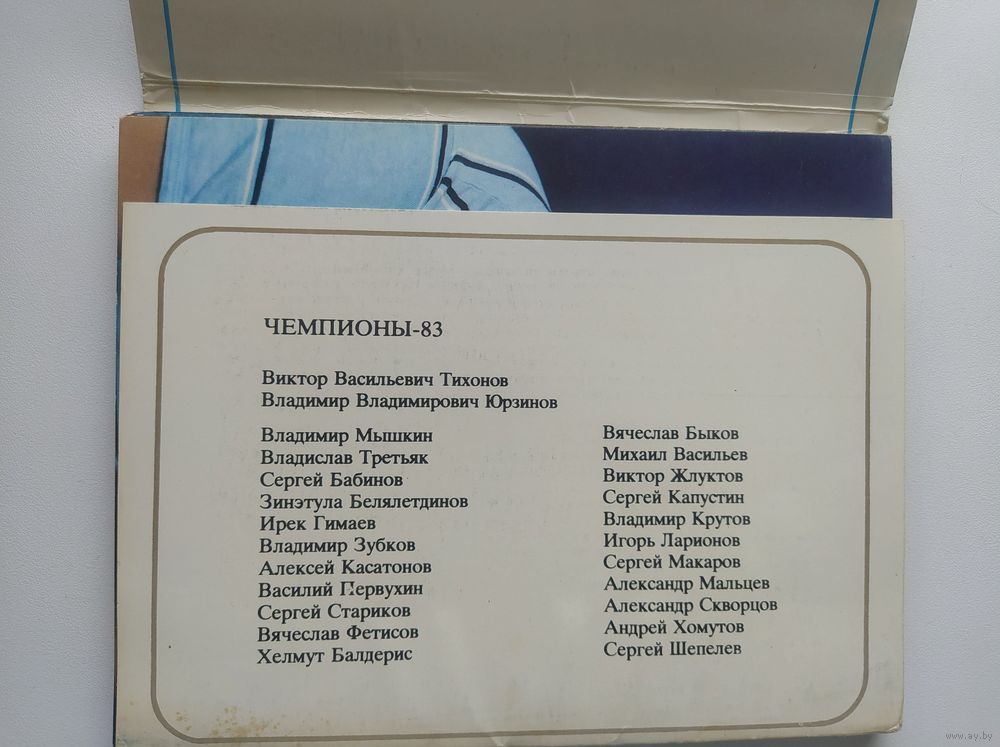 ЧЕМПИОНЫ-83
Виктор Васильевич Тихонов
Владимир Владимирович Юрзинов
Владимир Мышкин
Владислав Третьяк
Сергей Бабинов
Зинэтула Белялетдинов
Ирек Гимаев
Владимир Зубков
Алексей Касатонов
Василий Первухин
Сергей Стариков
Вячеслав Фетисов
Хелмут Балдерис
Вячеслав Быков
Михаил Васильев
Виктор Жлуктов
Сергей Капустин
Владимир Крутов
Игорь Ларионов
Сергей Макаров
Александр Мальцев
Александр Скворцов
Андрей Хомутов
Сергей Шепелев
www.ay.by